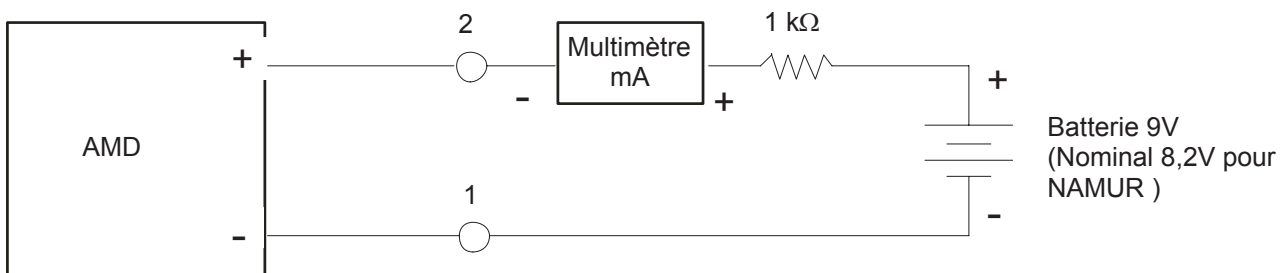 2
1 kΩ
Multimètre
mA
+
-
+
+
AMD
Batterie 9V
(Nominal 8,2V pour
NAMUR )
1
-
-